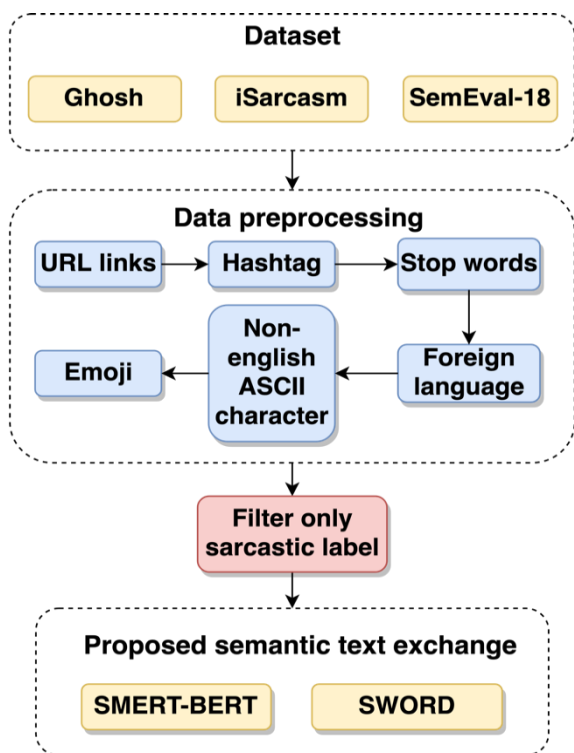 Dataset
Ghosh
iSarcasm
SemEval-18
Data preprocessing
URL links
Hashtag
Stop words
Foreign
language
Non-
english
ASCII
character
Emoji
Filter only
sarcastic label
Proposed semantic text exchange
SMERT-BERT
SWORD